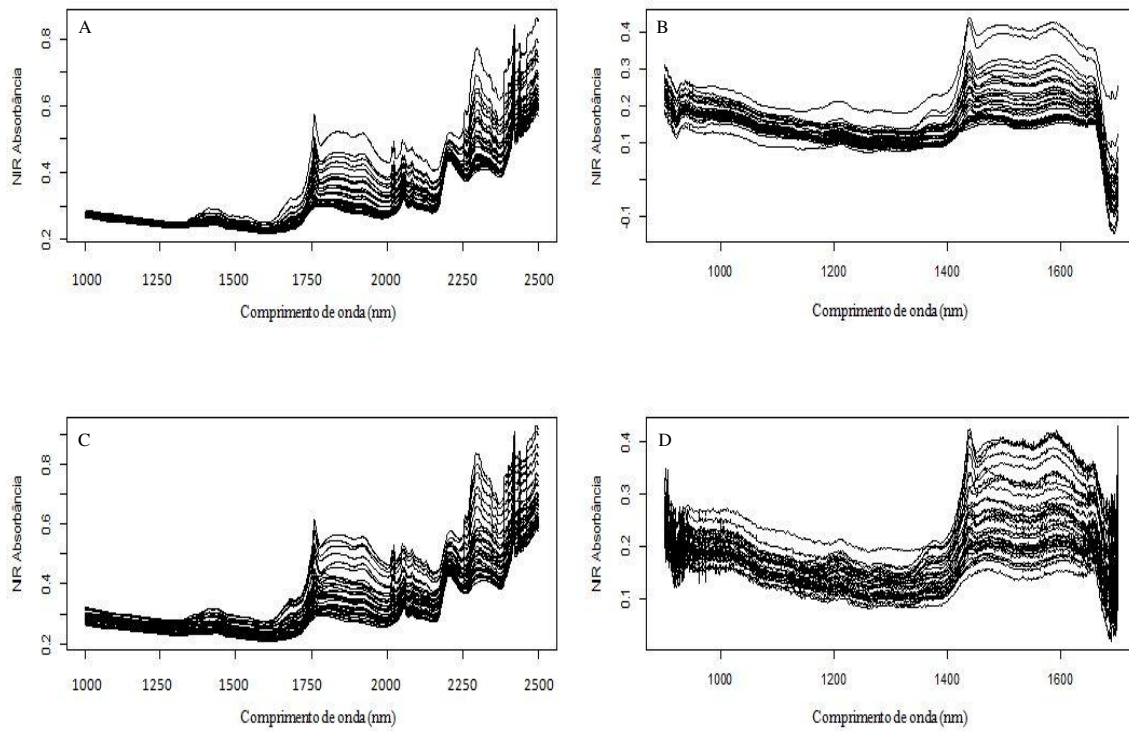 A
NIR Absorbância
0.8
0.6
0.4
0.2
1000 1250 1500 1750 2000 2250 2500
Comprimento de onda (nm)
B
NIR Absorbância
0.4
0.3
0.2
0.1
-0.1
1000 1200 1400 1600
Comprimento de onda (nm)
C
NIR Absorbância
0.8
0.6
0.4
0.2
1000 1250 1500 1750 2000 2250 2500
Comprimento de onda (nm)
D
NIR Absorbância
0.4
0.3
0.2
0.1
1000 1200 1400 1600
Comprimento de onda (nm)